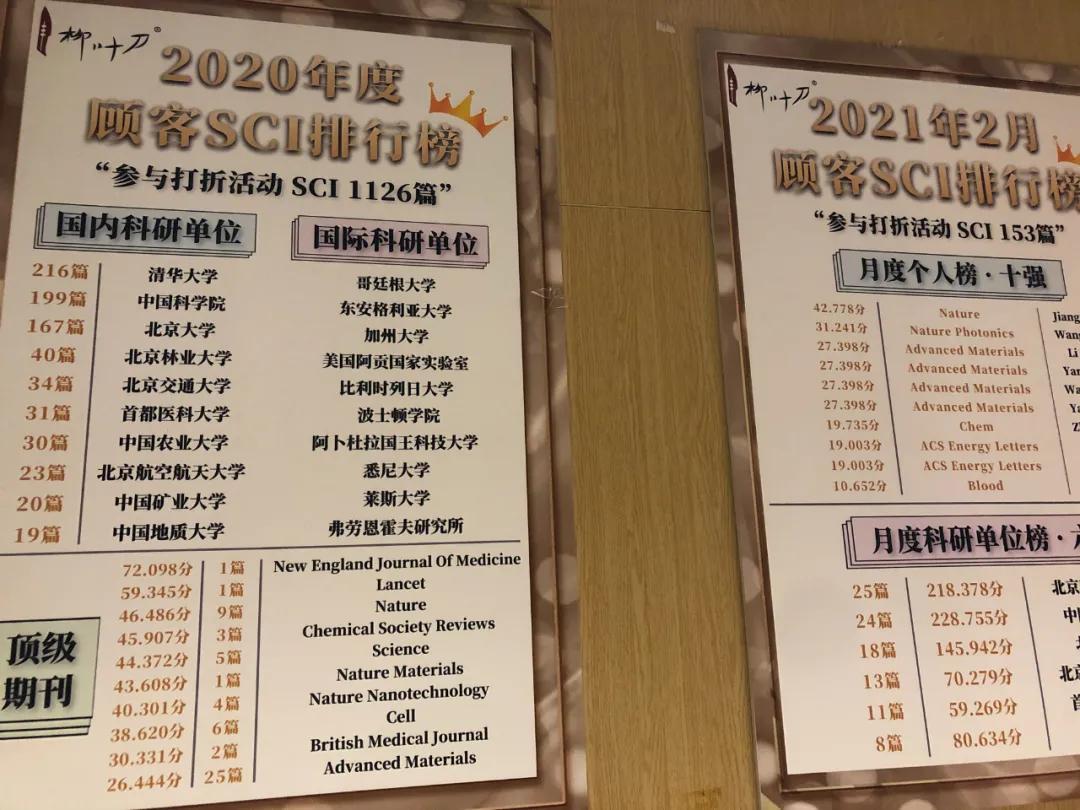 柳叶刀®
2020年度
顾客SCI排行榜
“参与打折活动 SCI 1126篇”
国内科研单位 国际科研单位
216篇 清华大学 哥廷根大学
199篇 中国科学院 东安格利亚大学
167篇 北京大学 加州大学
40篇 北京林业大学 美国阿贡国家实验室
34篇 北京交通大学 比利时列日大学
31篇 首都医科大学 波士顿学院
30篇 中国农业大学 阿卜杜拉国王科技大学
23篇 北京航空航天大学 悉尼大学
20篇 中国矿业大学 莱斯大学
19篇 中国地质大学 弗劳恩霍夫研究所
顶级
期刊
72.098分 1篇 New England Journal Of Medicine
59.345分 1篇 Lancet
46.486分 9篇 Nature
45.907分 3篇 Chemical Society Reviews
44.372分 5篇 Science
43.608分 1篇 Nature Materials
40.301分 4篇 Nature Nanotechnology
38.620分 6篇 Cell
30.331分 2篇 British Medical Journal
26.444分 25篇 Advanced Materials
柳叶刀®
2021年2月
顾客SCI排行榜
“参与打折活动 SCI 153篇”
月度个人榜·十强
42.778分 Nature Jiang
31.241分 Nature Photonics Wang
27.398分 Advanced Materials Li
27.398分 Advanced Materials Yan
27.398分 Advanced Materials Wa
27.398分 Advanced Materials Ya
19.735分 Chem Z
19.003分 ACS Energy Letters
19.003分 ACS Energy Letters
10.652分 Blood
月度科研单位榜·
25篇 218.378分 北京
24篇 228.755分 中
18篇 145.942分
13篇 70.279分 北京
11篇 59.269分 首
8篇 80.634分